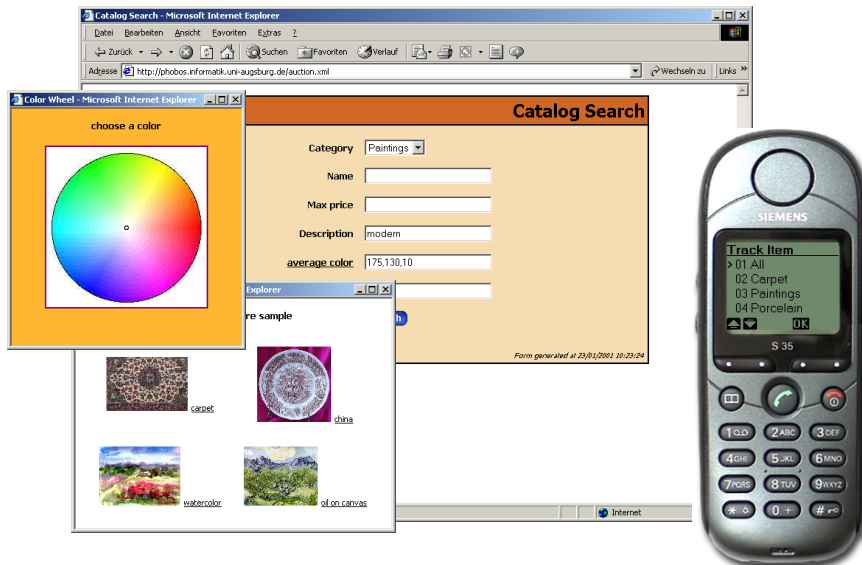 Catalog Search - Microsoft Internet Explorer
Datei Bearbeiten Ansicht Favoriten Extras ?
Zurück Suchen Favoriten Verlauf
Adresse http://phobos.informatik.uni-augsburg.de/auction.xml Wechseln zu Links »
Color Wheel - Microsoft Internet Explorer
choose a color
Catalog Search
Category Paintings
Name
Max price
Description modern
average color 175,130,10
h
Form generated at 23/01/2001 10:23:24
Explorer
re sample
carpet
china
watercolor
oil on canvas
Internet
SIEMENS
Track Item
>01 All
02 Carpet
03 Paintings
04 Porcelain
OK
S 35
1 2ABC 3DEF
4GHI 5JKL 6MNO
7PQRS 8TUV 9WXYZ
* 0 + #